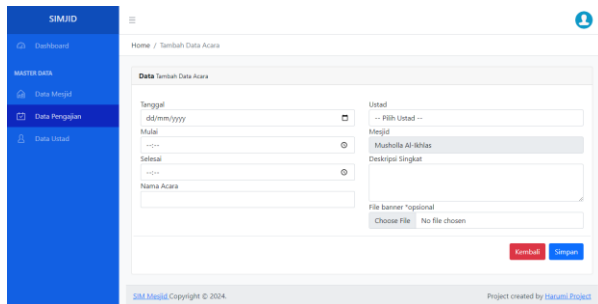 SIMJID
Dashboard
MASTER DATA
Data Mesjid
Data Pengajian
Data Ustad
Home / Tambah Data Acara
Data Tambah Data Acara
Tanggal
dd/mm/yyyy
Mulai
--:--
Selesai
--:--
Nama Acara
Ustad
-- Pilih Ustad --
Mesjid
Musholla Al-Ikhlas
Deskripsi Singkat
File banner *opsional
Choose File No file chosen
Kembali Simpan
SIM Mesjid Copyright © 2024.
Project created by Harumi Project